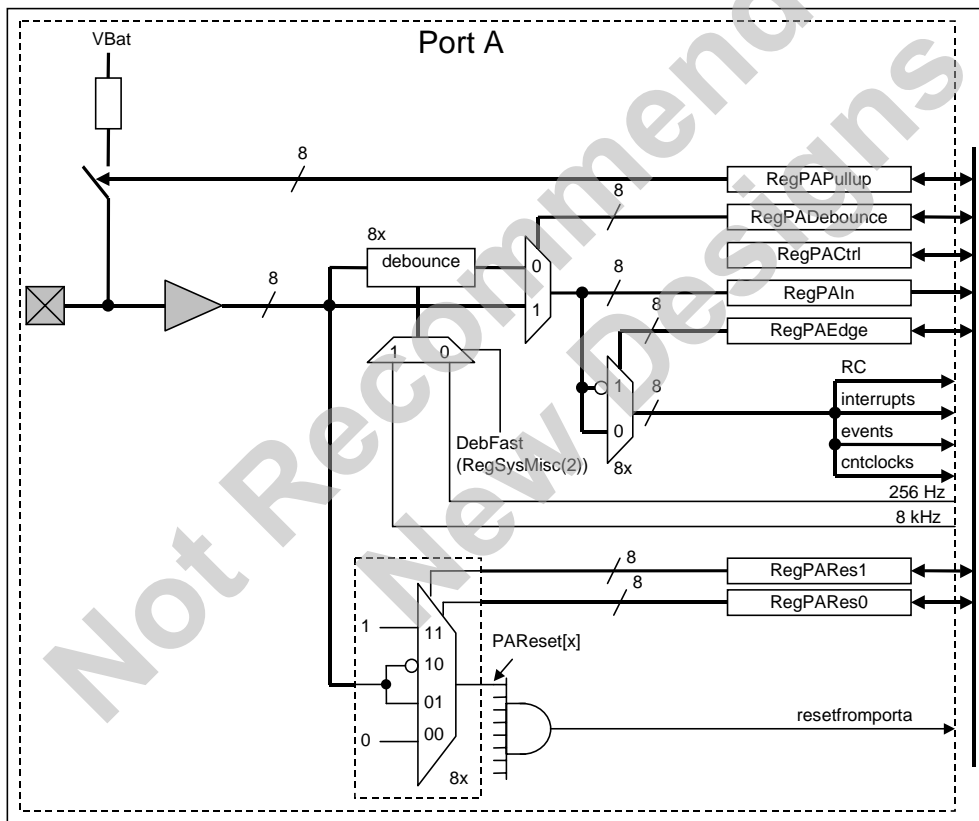 Port A
VBat
8
RegPAPullup
8
RegPADebounce
8x
debounce
0
1
RegPACtrl
8
8
RegPAIn
8
RegPAEdge
1 0
1
0
8
8x
RC
interrupts
events
cntclocks
DebFast
(RegSysMisc(2))
256 Hz
8 kHz
8
RegPARes1
8
RegPARes0
1
11
10
01
00
0
8x
PAReset[x]
resetfromporta
Not Recommend
New Designs